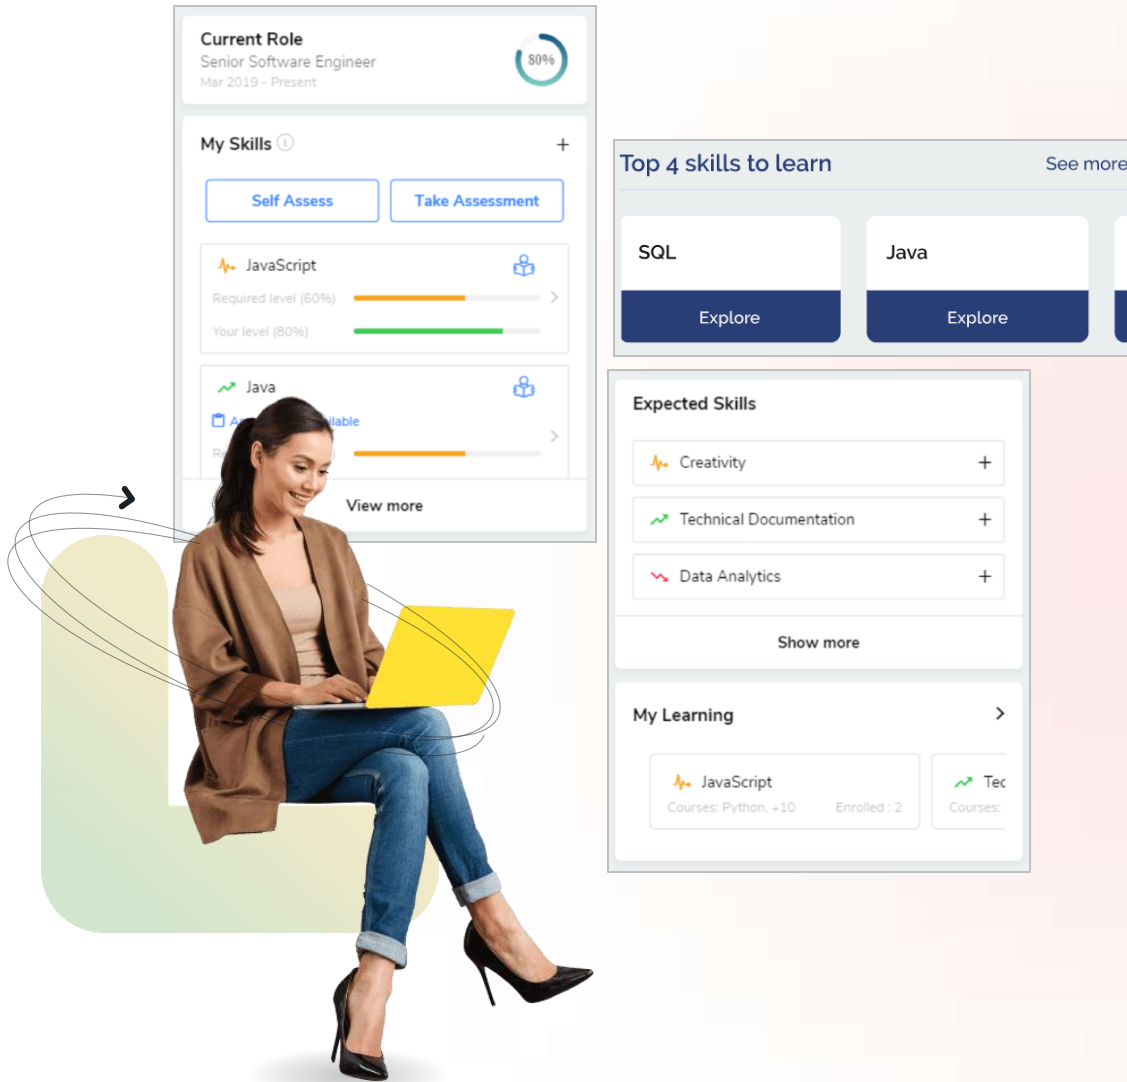 Current Role
Senior Software Engineer
Mar 2019 - Present
80%
My Skills
Self Assess
Take Assessment
JavaScript
Required level (60%)
Your level (80%)
Java
View more
Top 4 skills to learn
See more
SQL
Java
Explore
Explore
Expected Skills
Creativity
Technical Documentation
Data Analytics
Show more
My Learning
JavaScript
Courses: Python, +10
Enrolled : 2
Courses: